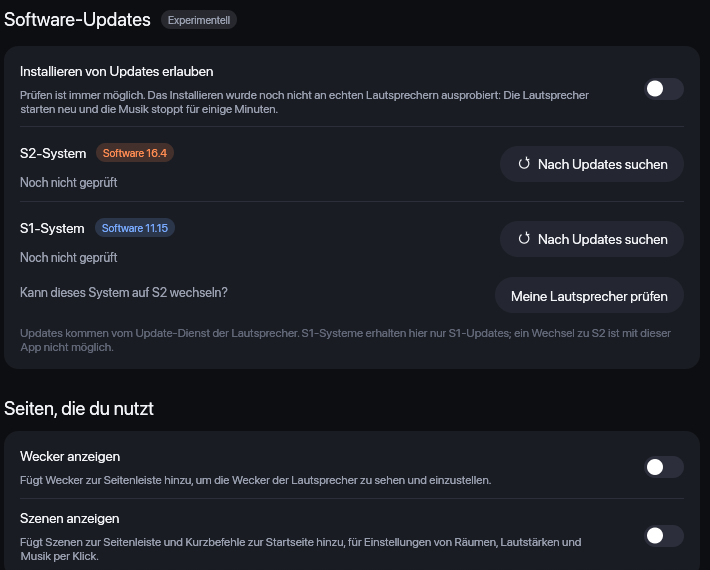 Software-Updates Experimentell
Installieren von Updates erlauben
Prüfen ist immer möglich. Das Installieren wurde noch nicht an echten Lautsprechern ausprobiert: Die Lautsprecher
starten neu und die Musik stoppt für einige Minuten.
S2-System Software 16.4
Nach Updates suchen
Noch nicht geprüft
S1-System Software 11.15
Nach Updates suchen
Noch nicht geprüft
Kann dieses System auf S2 wechseln?
Meine Lautsprecher prüfen
Updates kommen vom Update-Dienst der Lautsprecher. S1-Systeme erhalten hier nur S1-Updates; ein Wechsel zu S2 ist mit dieser
App nicht möglich.
Seiten, die du nutzt
Wecker anzeigen
Fügt Wecker zur Seitenleiste hinzu, um die Wecker der Lautsprecher zu sehen und einzustellen.
Szenen anzeigen
Fügt Szenen zur Seitenleiste und Kurzbefehle zur Startseite hinzu, für Einstellungen von Räumen, Lautstärken und
Musik per Klick.